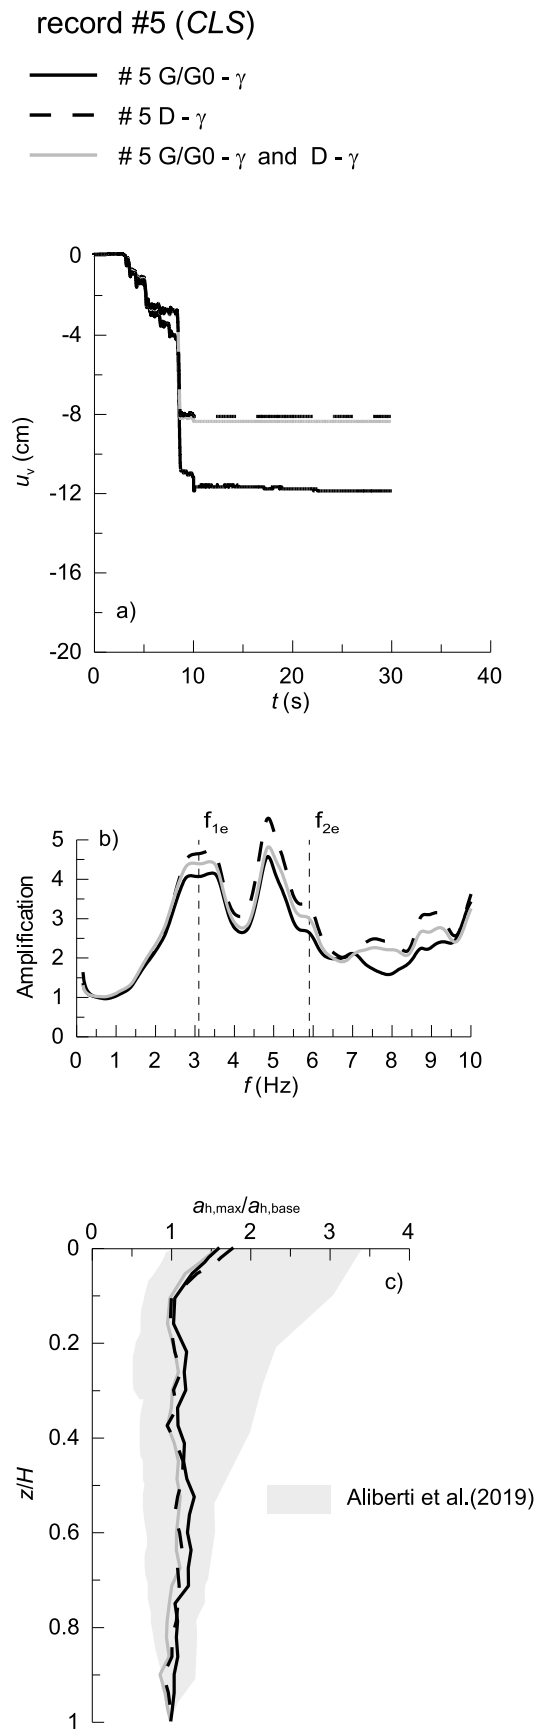 record #5 (CLS)
# 5 G/G0 - γ
# 5 D - γ
# 5 G/G0 - γ and D - γ
0
-4
-8
-12
-16
-20
uv (cm)
a)
0 10 20 30 40
t (s)
b)
f1e
f2e
5
4
3
2
1
0
Amplification
0 1 2 3 4 5 6 7 8 9 10
f (Hz)
ah,max/ah,base
0 1 2 3 4
c)
0
0.2
0.4
0.6
0.8
1
z/H
Aliberti et al.(2019)